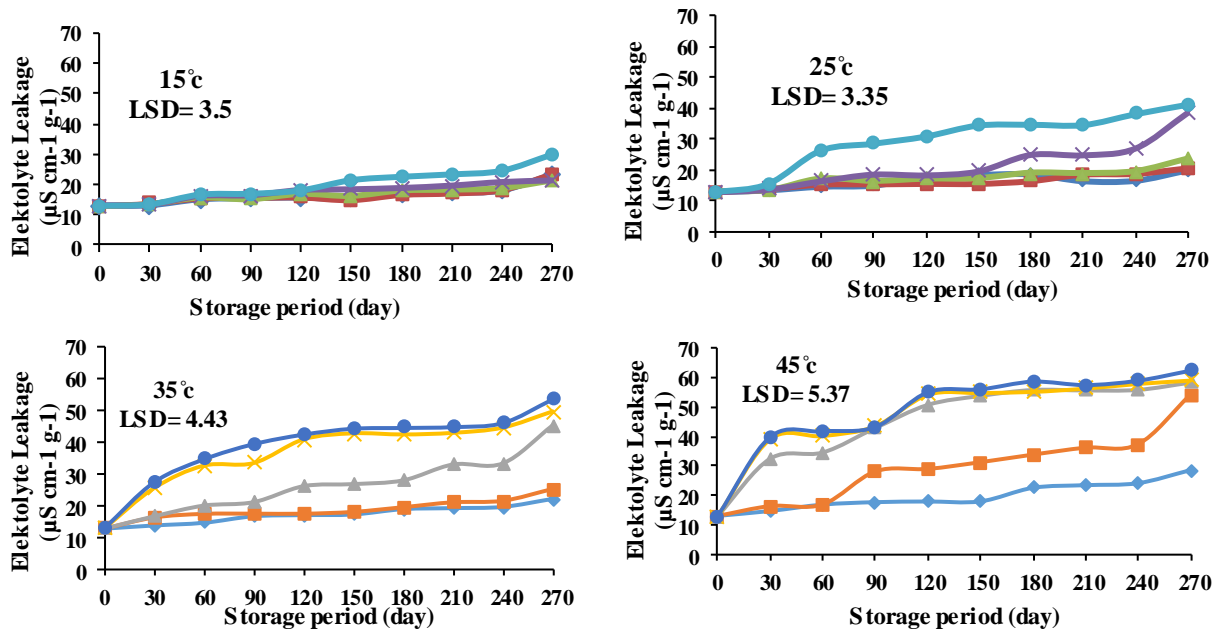 Elektolyte Leakage
(µS cm-1 g-1)
70
60
50
40
30
20
10
0
15°c
LSD= 3.5
0 30 60 90 120 150 180 210 240 270
Storage period (day)
Elektolyte Leakage
(µS cm-1 g-1)
70
60
50
40
30
20
10
0
25°c
LSD= 3.35
0 30 60 90 120 150 180 210 240 270
Storage period (day)
Elektolyte Leakage
(µS cm-1 g-1)
70
60
50
40
30
20
10
0
35°c
LSD= 4.43
0 30 60 90 120 150 180 210 240 270
Storage period (day)
Elektolyte Leakage
(µS cm-1 g-1)
70
60
50
40
30
20
10
0
45°c
LSD= 5.37
0 30 60 90 120 150 180 210 240 270
Storage period (day)